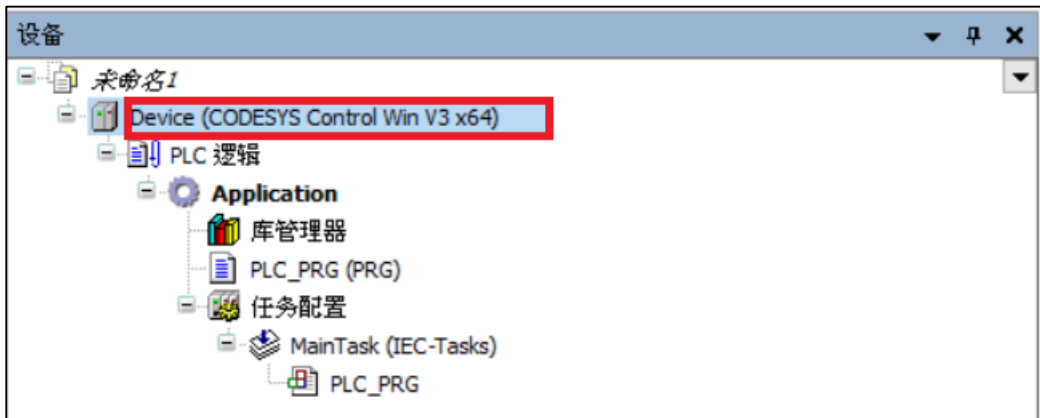 设备
未命名1
Device (CODESYS Control Win V3 x64)
PLC 逻辑
Application
库管理器
PLC_PRG (PRG)
任务配置
MainTask (IEC-Tasks)
PLC_PRG